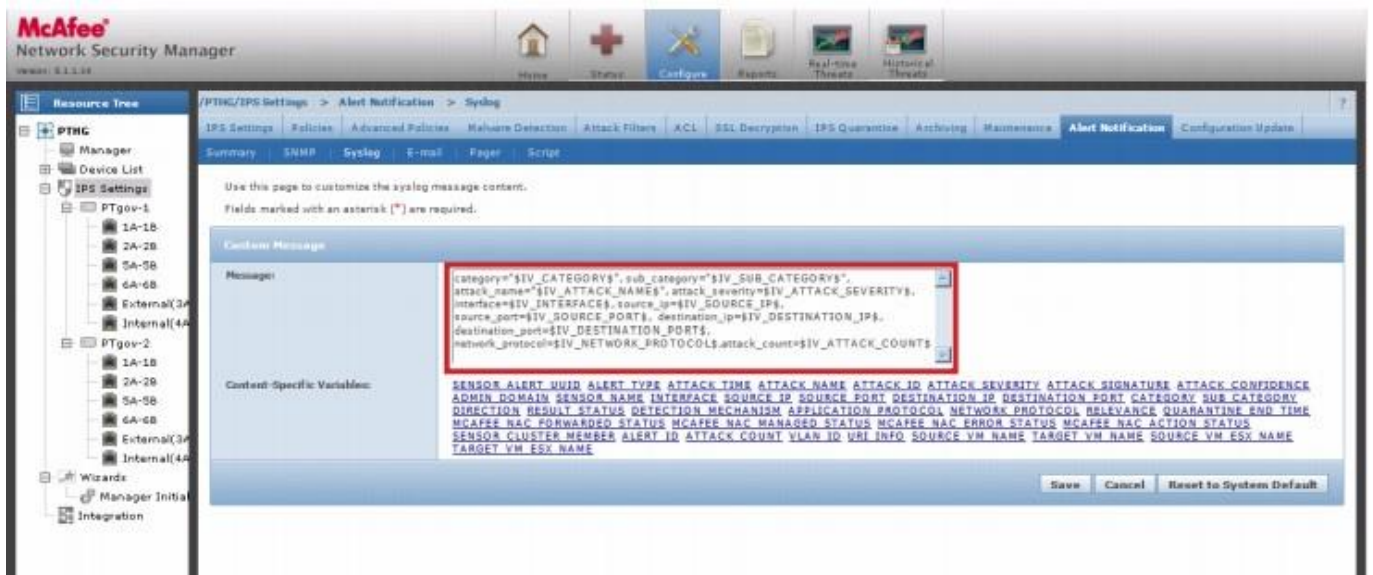 McAfee®
Network Security Manager
Home
Status
Configure
Reports
Real-time
Threats
Historical
Threats
Resource Tree
/PTHG/IPS Settings > Alert Notification > Syslog
?
IPS Settings Policies Advanced Policies Malware Detection Attack Filters ACL SSL Decryption IPS Quarantine Archiving Maintenance Alert Notification Configuration Update
Summary SNMP Syslog E-mail Pager Script
PTHG
Manager
Device List
IPS Settings
PTgov-1
1A-1B
2A-2B
5A-5B
6A-6B
External(3A
Internal(4A
PTgov-2
1A-1B
2A-2B
5A-5B
6A-6B
External(3A
Internal(4A
Wizards
Manager Initial
Integration
Use this page to customize the syslog message content.
Fields marked with an asterisk (*) are required.
Custom Message
Message:
category="$IV_CATEGORY$", sub_category="$IV_SUB_CATEGORY$",
attack_name="$IV_ATTACK_NAME$", attack_severity=$IV_ATTACK_SEVERITY$,
interface=$IV_INTERFACE$, source_ip=$IV_SOURCE_IP$,
source_port=$IV_SOURCE_PORT$, destination_ip=$IV_DESTINATION_IP$,
destination_port=$IV_DESTINATION_PORT$,
network_protocol=$IV_NETWORK_PROTOCOL$,attack_count=$IV_ATTACK_COUNT$
Content-Specific Variables:
SENSOR ALERT UUID ALERT TYPE ATTACK TIME ATTACK NAME ATTACK ID ATTACK SEVERITY ATTACK SIGNATURE ATTACK CONFIDENCE
ADMIN DOMAIN SENSOR NAME INTERFACE SOURCE IP SOURCE PORT DESTINATION IP DESTINATION PORT CATEGORY SUB CATEGORY
DIRECTION RESULT STATUS DETECTION MECHANISM APPLICATION PROTOCOL NETWORK PROTOCOL RELEVANCE QUARANTINE END TIME
MCAFEE NAC FORWARDED STATUS MCAFEE NAC MANAGED STATUS MCAFEE NAC ERROR STATUS MCAFEE NAC ACTION STATUS
SENSOR CLUSTER MEMBER ALERT ID ATTACK COUNT VLAN ID URI INFO SOURCE VM NAME TARGET VM NAME SOURCE VM ESX NAME
TARGET VM ESX NAME
Save Cancel Reset to System Default